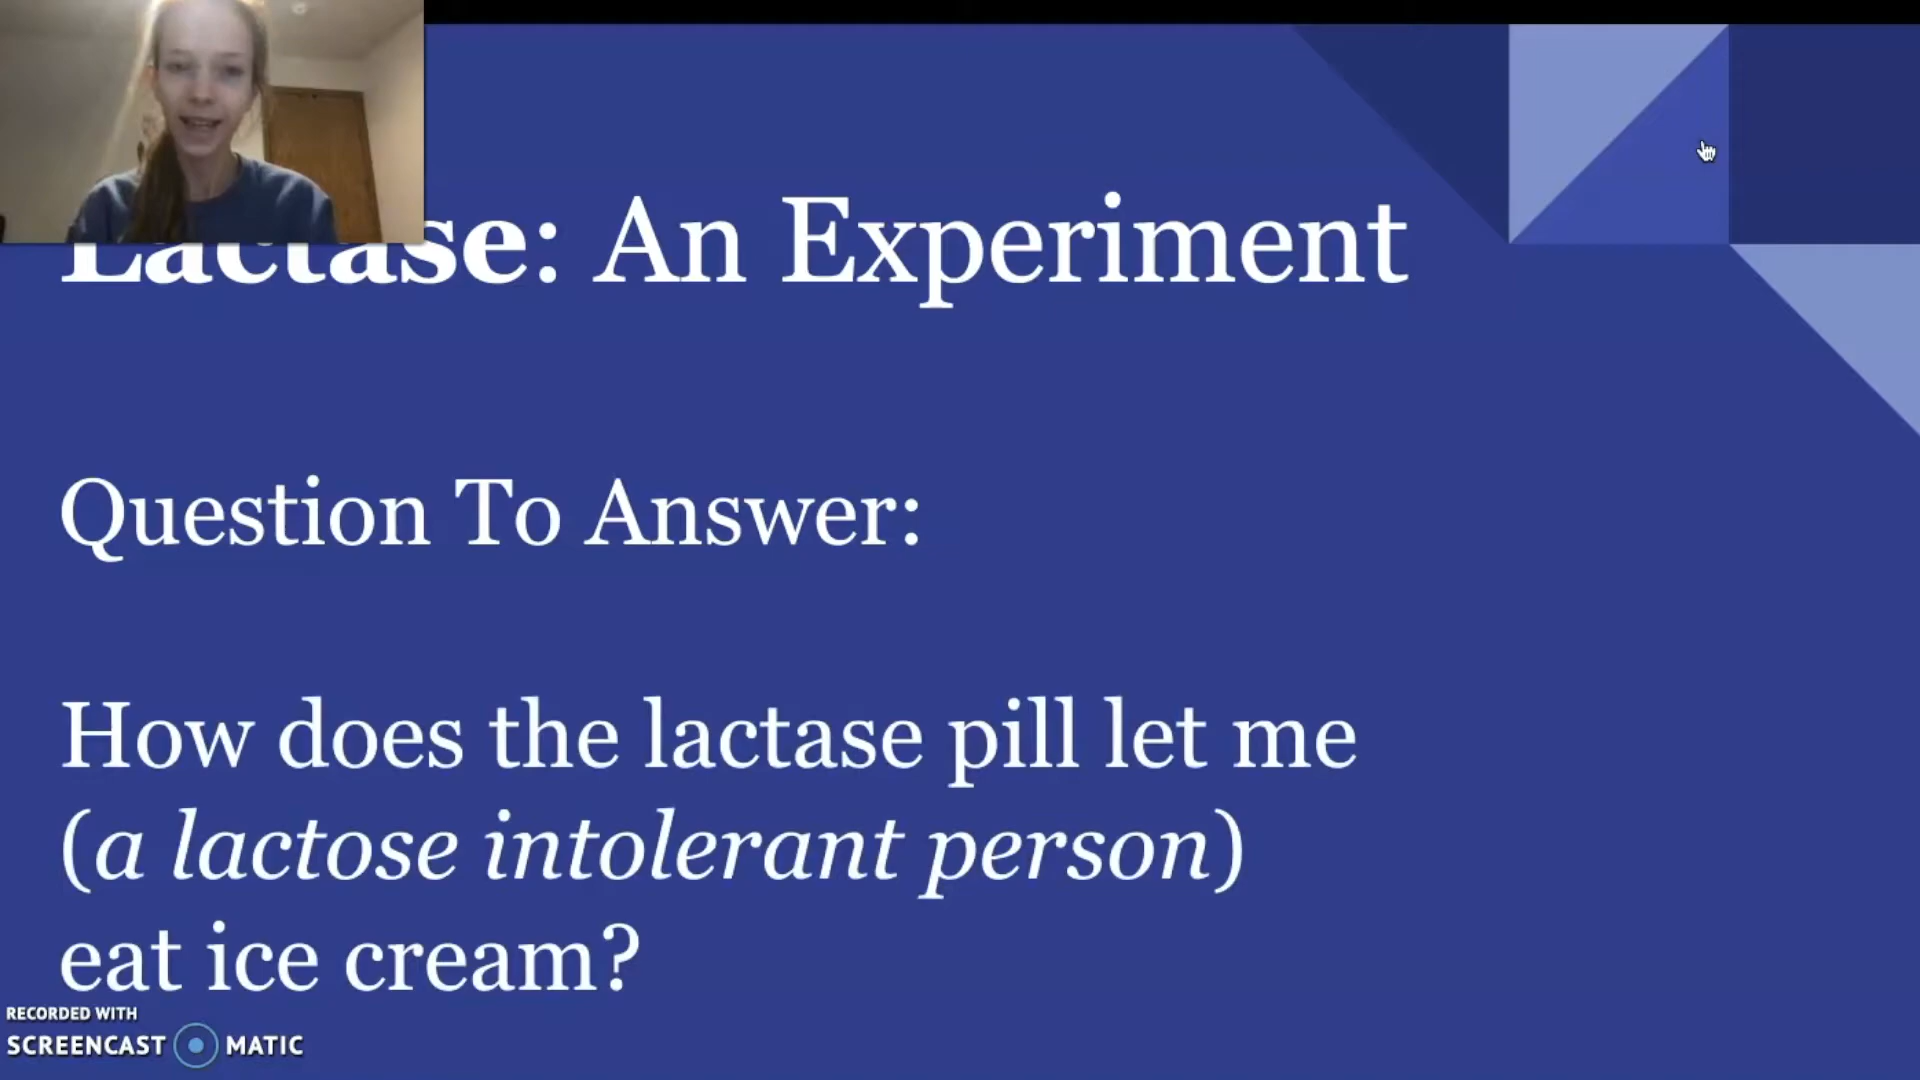 Lactase: An Experiment
Question To Answer:
How does the lactase pill let me
(a lactose intolerant person)
eat ice cream?
RECORDED WITH
SCREENCAST MATIC